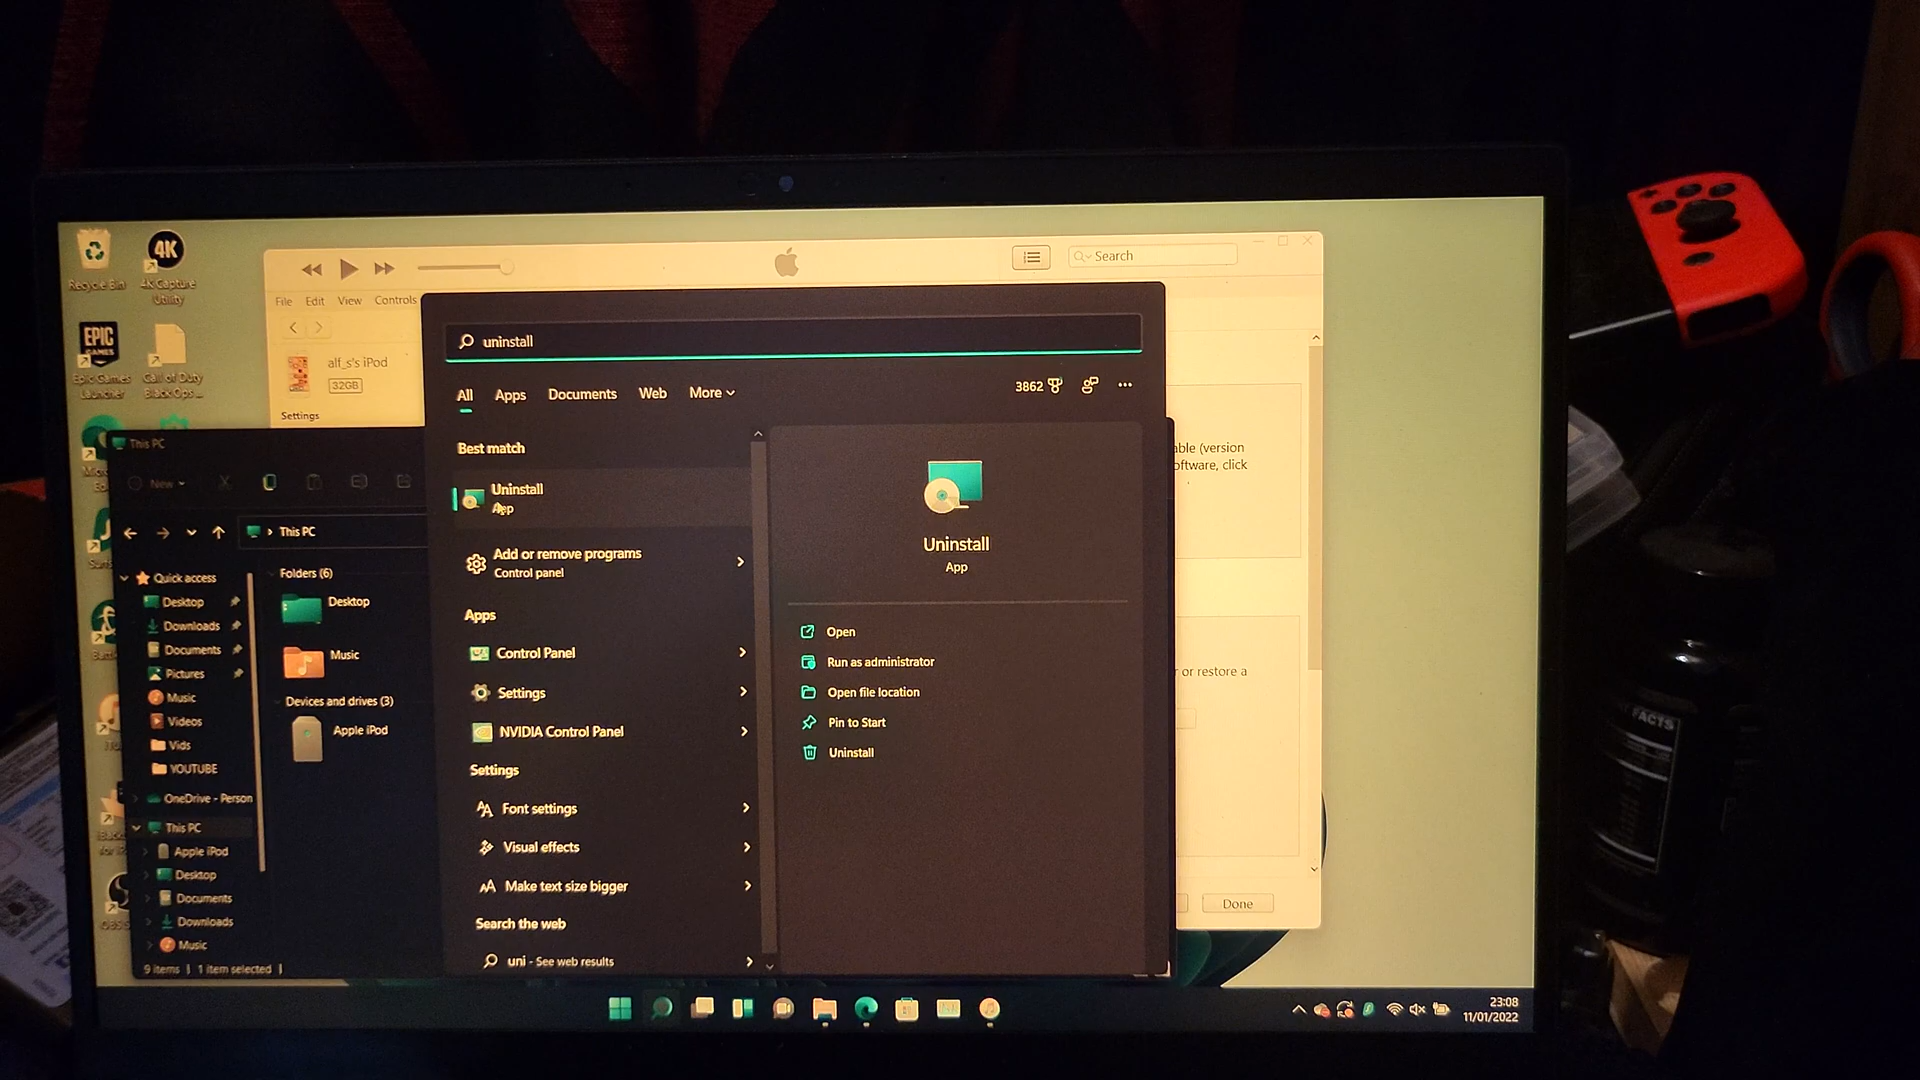 Recycle Bin
4K
4K Capture
Utility
EPIC
GAMES
Epic Games
Launcher
Call of Duty
Black Ops ...
Search
File Edit View Controls
alf_s's iPod
32GB
Settings
uninstall
All Apps Documents Web More
3862
Best match
Uninstall
App
Add or remove programs
Control panel
Apps
Control Panel
Settings
NVIDIA Control Panel
Settings
Font settings
Visual effects
Make text size bigger
Search the web
uni - See web results
Uninstall
App
Open
Run as administrator
Open file location
Pin to Start
Uninstall
able (version
oftware, click
r or restore a
Done
This PC
New
This PC
Quick access
Desktop
Downloads
Documents
Pictures
Music
Videos
Vids
YOUTUBE
OneDrive - Person
This PC
Apple iPod
Desktop
Documents
Downloads
Music
Folders (6)
Desktop
Music
Devices and drives (3)
Apple iPod
9 items 1 item selected
23:08
11/01/2022
FACTS